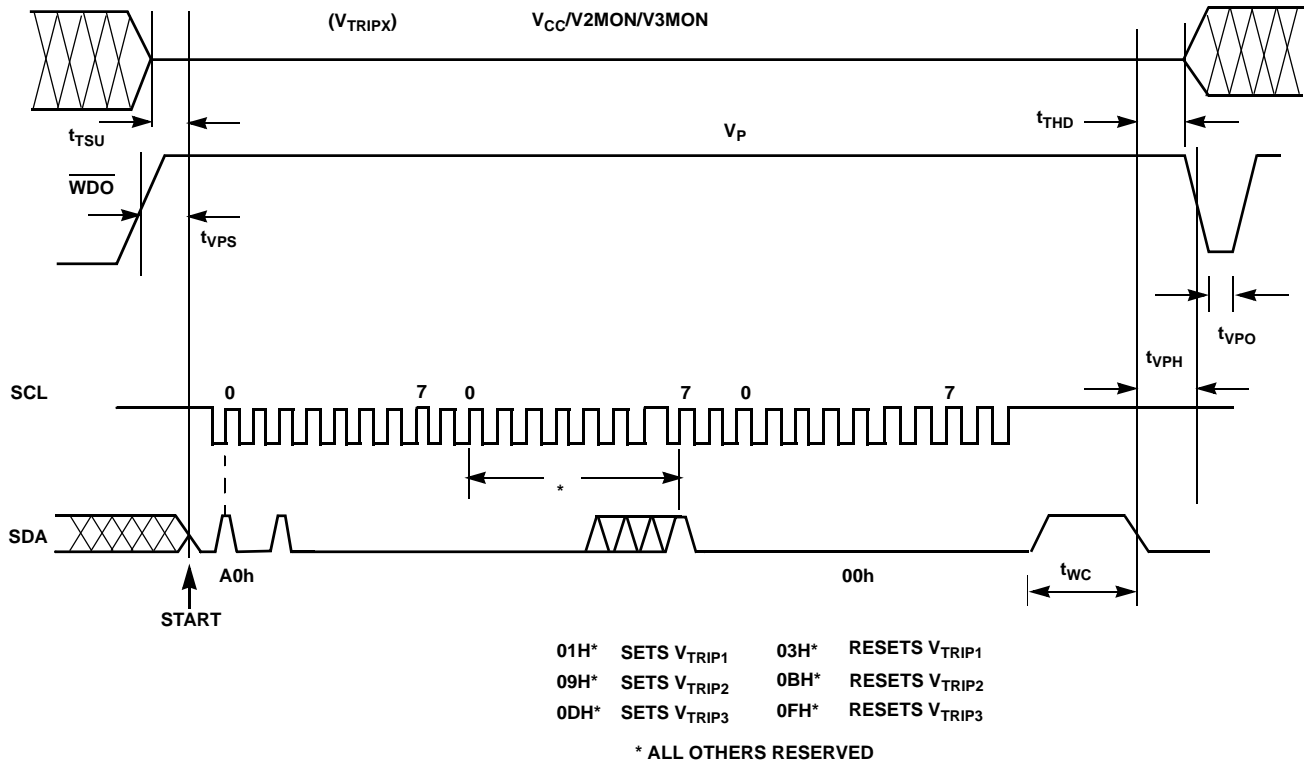 (VTRIPX) VCC/V2MON/V3MON
tTSU
tTHD
VP
WDO
tVPS
tVPO
tVPH
SCL
0 7 0 7 0 7
*
SDA
A0h
00h
tWC
START
01H* SETS VTRIP1 03H* RESETS VTRIP1
09H* SETS VTRIP2 0BH* RESETS VTRIP2
0DH* SETS VTRIP3 0FH* RESETS VTRIP3
* ALL OTHERS RESERVED